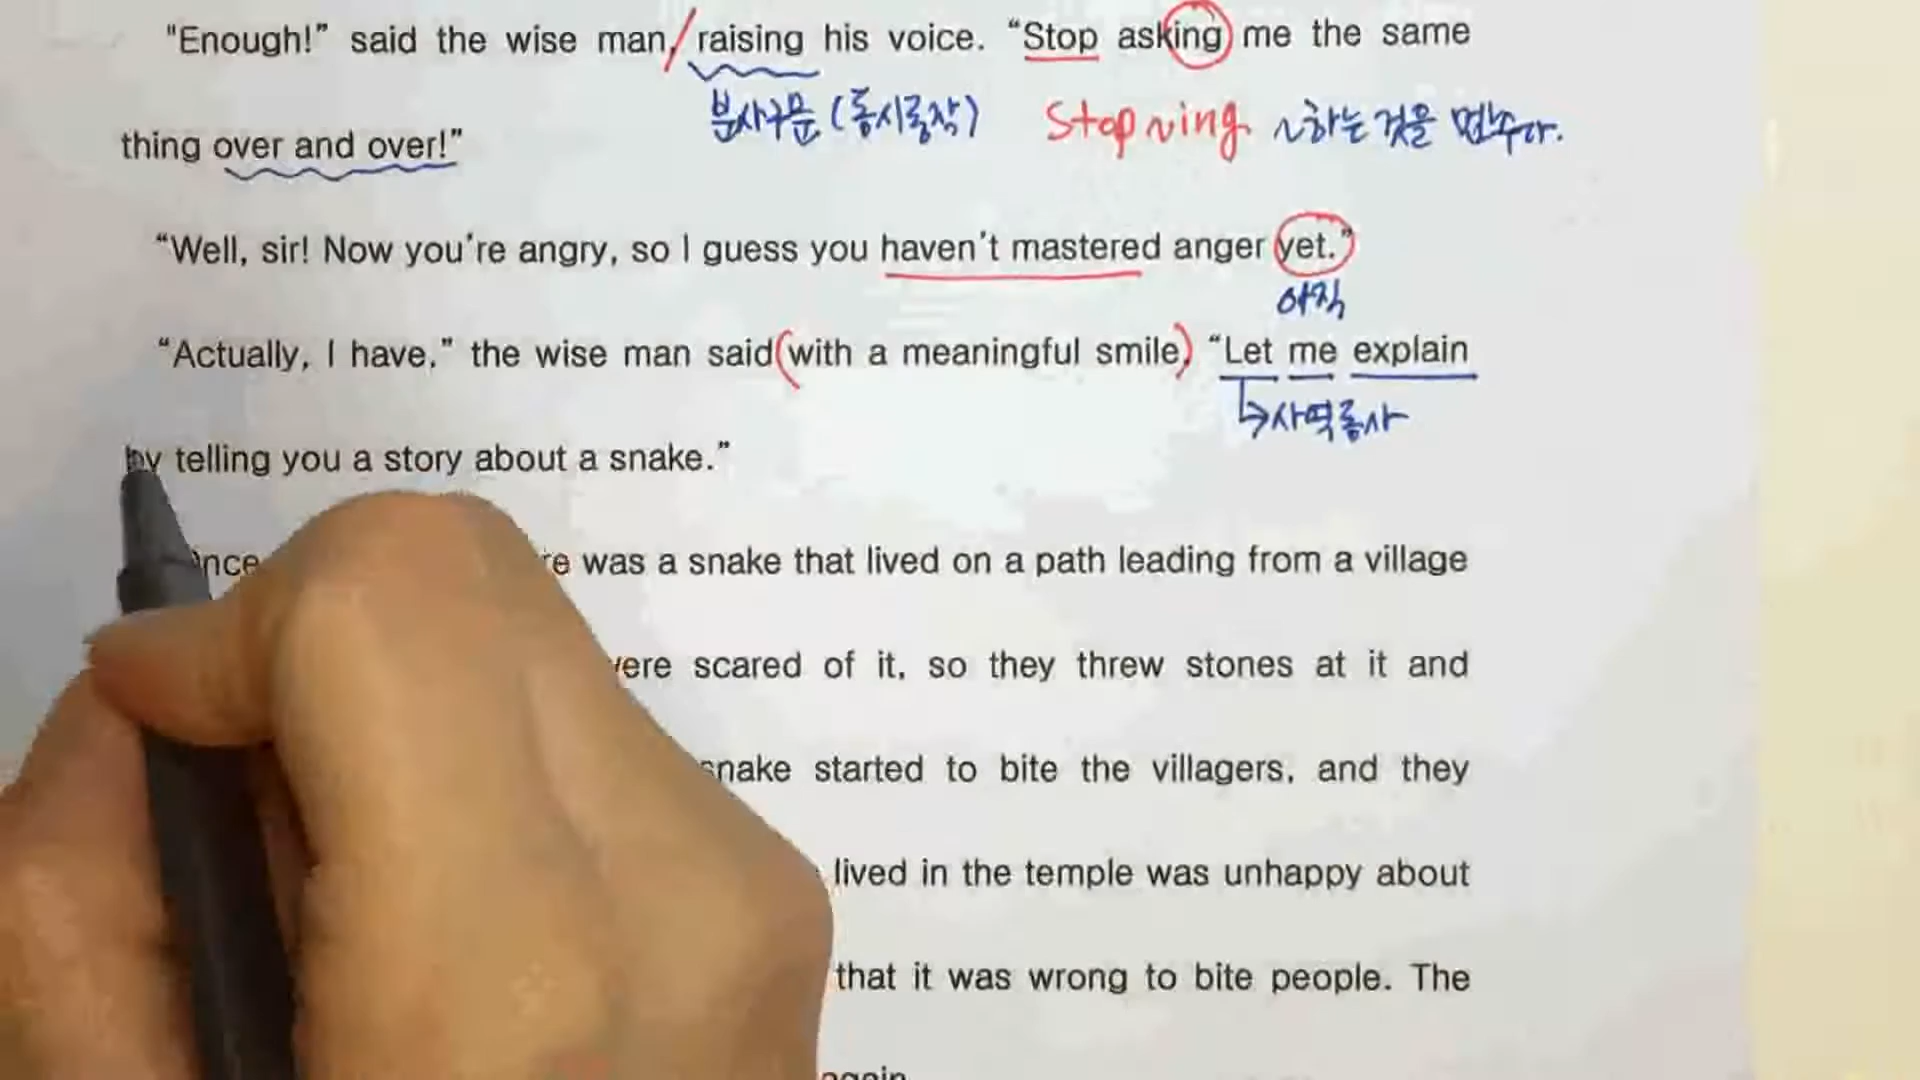 "Enough!” said the wise man, raising his voice. “Stop asking me the same
분사구문 (동시동작) Stop ~ing ~하는 것을 멈추다.
thing over and over!”
“Well, sir! Now you're angry, so I guess you haven't mastered anger yet.”
아직
“Actually, I have,” the wise man said with a meaningful smile, “Let me explain
사역동사
by telling you a story about a snake.”
was a snake that lived on a path leading from a village
scared of it, so they threw stones at it and
snake started to bite the villagers, and they
lived in the temple was unhappy about
that it was wrong to bite people. The